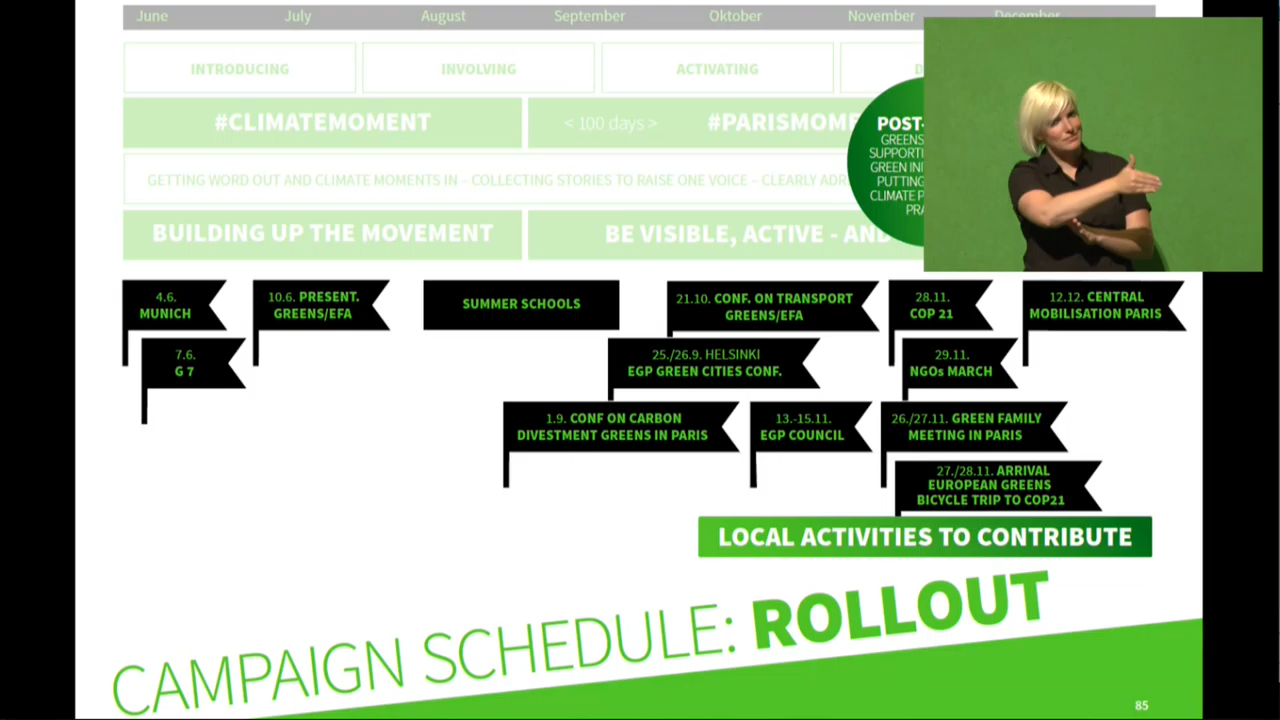 June July August September Oktober November December
INTRODUCING INVOLVING ACTIVATING
#CLIMATEMOMENT < 100 days >
GETTING WORD OUT AND CLIMATE MOMENTS IN – COLLECTING STORIES TO RAISE ONE VOICE – CLEARLY
BUILDING UP THE MOVEMENT BE VISIBLE, ACTIVE - AND
POST-
GREENS
GREEN
PUTTING
CLIMATE
4.6.
MUNICH
10.6. PRESENT.
GREENS/EFA
SUMMER SCHOOLS
21.10. CONF. ON TRANSPORT
GREENS/EFA
28.11.
COP 21
12.12. CENTRAL
MOBILISATION PARIS
7.6.
G 7
25./26.9. HELSINKI
EGP GREEN CITIES CONF.
29.11.
NGOs MARCH
1.9. CONF ON CARBON
DIVESTMENT GREENS IN PARIS
13.-15.11.
EGP COUNCIL
26./27.11. GREEN FAMILY
MEETING IN PARIS
27./28.11. ARRIVAL
EUROPEAN GREENS
BICYCLE TRIP TO COP21
LOCAL ACTIVITIES TO CONTRIBUTE
CAMPAIGN SCHEDULE: ROLLOUT
85